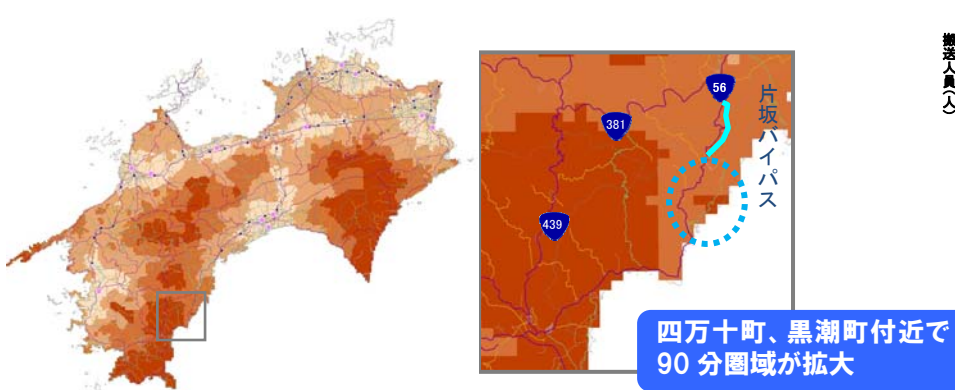 搬送人員(人)
56
381
439
片坂バイパス
四万十町、黒潮町付近で
90 分圏域が拡大